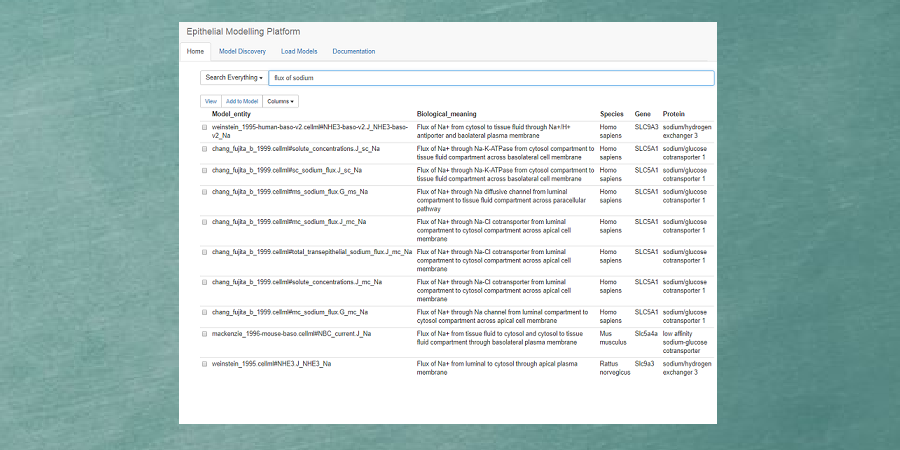 Epithelial Modelling Platform
Home Model Discovery Load Models Documentation
Search Everything flux of sodium
View Add to Model Columns
Model_entity Biological_meaning Species Gene Protein
weinstein_1995-human-baso-v2.cellml#NHE3-baso-v2.J_NHE3-baso- Flux of Na+ from cytosol to tissue fluid through Na+/H+ Homo SLC9A3 sodium/hydrogen
v2_Na antiporter and baolateral plasma membrane sapiens exchanger 3
chang_fujita_b_1999.cellml#solute_concentrations.J_sc_Na Flux of Na+ through Na-K-ATPase from cytosol compartment to Homo SLC5A1 sodium/glucose
tissue fluid compartment across basolateral cell membrane sapiens cotransporter 1
chang_fujita_b_1999.cellml#sc_sodium_flux.J_sc_Na Flux of Na+ through Na-K-ATPase from cytosol compartment to Homo SLC5A1 sodium/glucose
tissue fluid compartment across basolateral cell membrane sapiens cotransporter 1
chang_fujita_b_1999.cellml#ms_sodium_flux.G_ms_Na Flux of Na+ through Na diffusive channel from luminal Homo SLC5A1 sodium/glucose
compartment to tissue fluid compartment across paracellular sapiens cotransporter 1
pathway
chang_fujita_b_1999.cellml#mc_sodium_flux.J_mc_Na Flux of Na+ through Na-Cl cotransporter from luminal Homo SLC5A1 sodium/glucose
compartment to cytosol compartment across apical cell sapiens cotransporter 1
membrane
chang_fujita_b_1999.cellml#total_transepithelial_sodium_flux.J_mc_Na Flux of Na+ through Na-Cl cotransporter from luminal Homo SLC5A1 sodium/glucose
compartment to cytosol compartment across apical cell sapiens cotransporter 1
membrane
chang_fujita_b_1999.cellml#solute_concentrations.J_mc_Na Flux of Na+ through Na-Cl cotransporter from luminal Homo SLC5A1 sodium/glucose
compartment to cytosol compartment across apical cell sapiens cotransporter 1
membrane
chang_fujita_b_1999.cellml#mc_sodium_flux.G_mc_Na Flux of Na+ through Na channel from luminal compartment to Homo SLC5A1 sodium/glucose
cytosol compartment across apical cell membrane sapiens cotransporter 1
mackenzie_1996-mouse-baso.cellml#NBC_current.J_Na Flux of Na+ from tissue fluid to cytosol and cytosol to tissue Mus Slc5a4a low affinity
fluid compartment through basolateral plasma membrane musculus sodium-glucose
cotransporter
weinstein_1995.cellml#NHE3.J_NHE3_Na Flux of Na+ from luminal to cytosol through apical plasma Rattus Slc9a3 sodium/hydrogen
membrane norvegicus exchanger 3